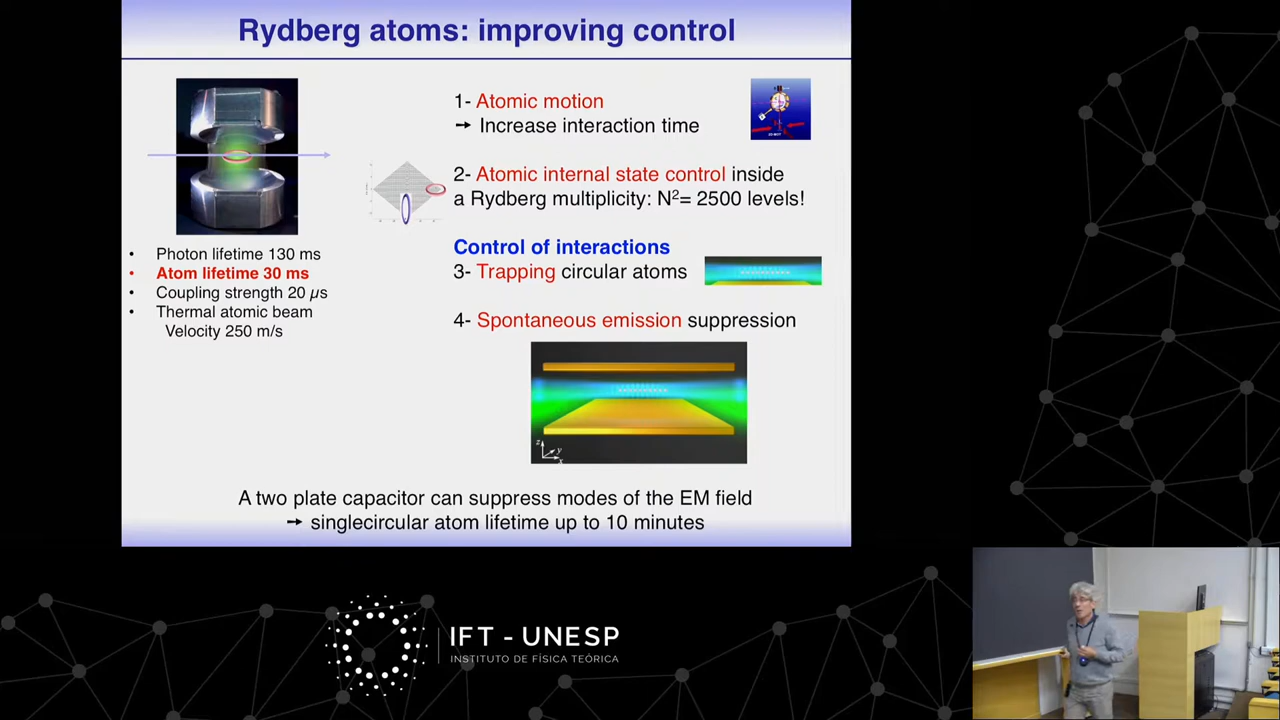 Rydberg atoms: improving control
• Photon lifetime 130 ms
• Atom lifetime 30 ms
• Coupling strength 20 µs
• Thermal atomic beam
Velocity 250 m/s
1- Atomic motion
→ Increase interaction time
2- Atomic internal state control inside
a Rydberg multiplicity: N²= 2500 levels!
Control of interactions
3- Trapping circular atoms
4- Spontaneous emission suppression
z
y
x
A two plate capacitor can suppress modes of the EM field
→ singlecircular atom lifetime up to 10 minutes
IFT - UNESP
INSTITUTO DE FÍSICA TEÓRICA